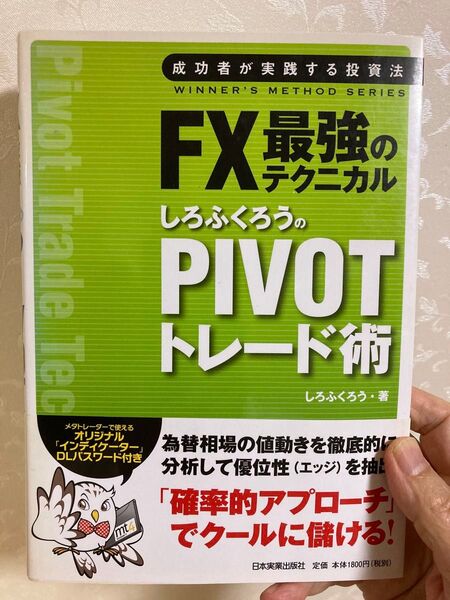 成功者が実践する投資法
WINNER'S METHOD SERIES
FX最強の
テクニカル
しろふくろうの
PIVOT
トレード術
しろふくろう・著
Pivot Trade Tec
メタトレーダーで使える
オリジナル
「インディケーター」
DLパスワード付き
為替相場の値動きを徹底的に
分析して優位性(エッジ)を抽出
「確率的アプローチ」
でクールに儲ける!
mt4
日本実業出版社 定価 本体1800円(税別)